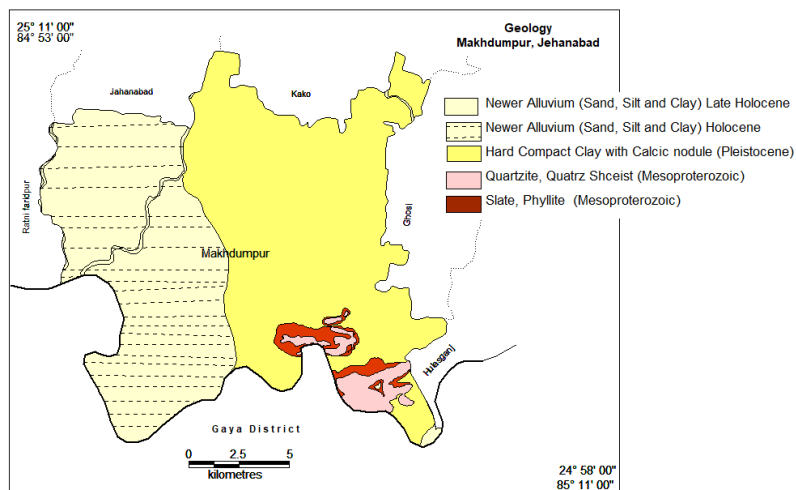 25° 11' 00"
84° 53' 00"
Geology
Makhdumpur, Jehanabad
Jahanabad
Kako
Newer Alluvium (Sand, Silt and Clay) Late Holocene
Newer Alluvium (Sand, Silt and Clay) Holocene
Hard Compact Clay with Calcic nodule (Pleistocene)
Quartzite, Quatrz Shceist (Mesoproterozoic)
Slate, Phyllite (Mesoproterozoic)
Ratni faridpur
Ghosi
Makhdumpur
Hulasganj
Gaya District
0 2.5 5
kilometres
24° 58' 00"
85° 11' 00"